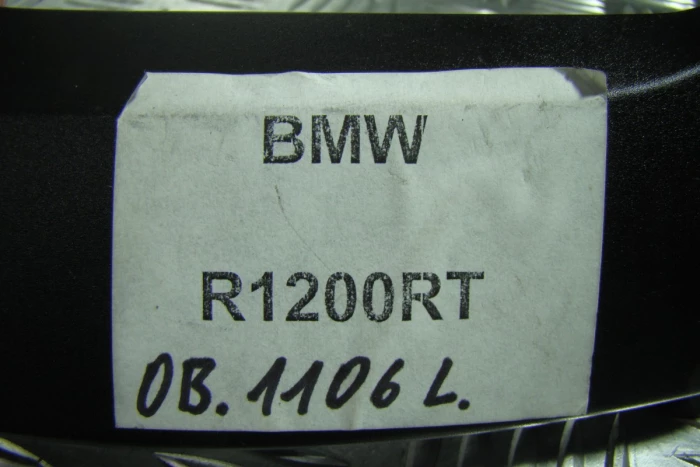 BMW
R1200RT
OB. 1106 L.